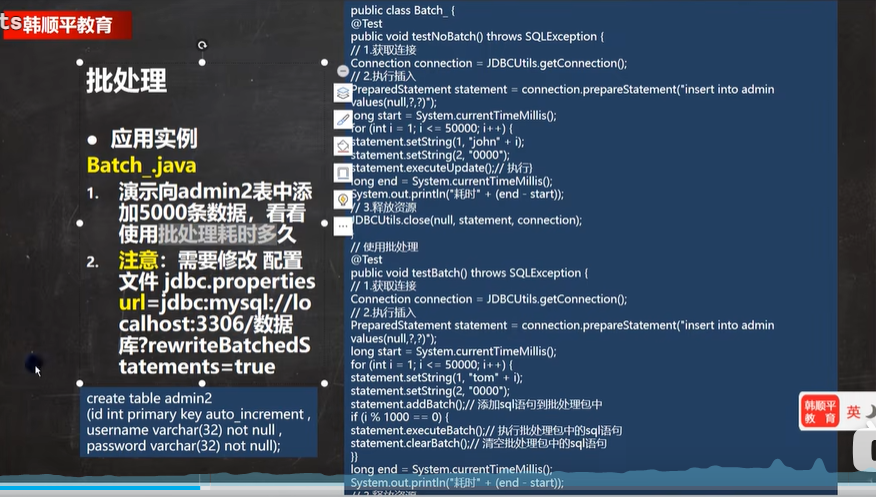 ts韩顺平教育
批处理
● 应用实例
Batch_.java
1. 演示向admin2表中添
加5000条数据，看看
使用批处理耗时多久
2. 注意：需要修改 配置
文件 jdbc.properties
url=jdbc:mysql://lo
calhost:3306/数据
库?rewriteBatchedS
tatements=true
create table admin2
(id int primary key auto_increment ,
username varchar(32) not null ,
password varchar(32) not null);
public class Batch_ {
@Test
public void testNoBatch() throws SQLException {
// 1.获取连接
Connection connection = JDBCUtils.getConnection();
// 2.执行插入
PreparedStatement statement = connection.prepareStatement("insert into admin
values(null,?,?)");
long start = System.currentTimeMillis();
for (int i = 1; i <= 50000; i++) {
statement.setString(1, "john" + i);
statement.setString(2, "0000");
statement.executeUpdate();// 执行}
long end = System.currentTimeMillis();
System.out.println("耗时" + (end - start));
// 3.释放资源
JDBCUtils.close(null, statement, connection);
}
// 使用批处理
@Test
public void testBatch() throws SQLException {
// 1.获取连接
Connection connection = JDBCUtils.getConnection();
// 2.执行插入
PreparedStatement statement = connection.prepareStatement("insert into admin
values(null,?,?)");
long start = System.currentTimeMillis();
for (int i = 1; i <= 50000; i++) {
statement.setString(1, "tom" + i);
statement.setString(2, "0000");
statement.addBatch();// 添加sql语句到批处理包中
if (i % 1000 == 0) {
statement.executeBatch();// 执行批处理包中的sql语句
statement.clearBatch();// 清空批处理包中的sql语句
}}
long end = System.currentTimeMillis();
System.out.println("耗时" + (end - start));
// 3.释放资源
韩顺平
教 育
英